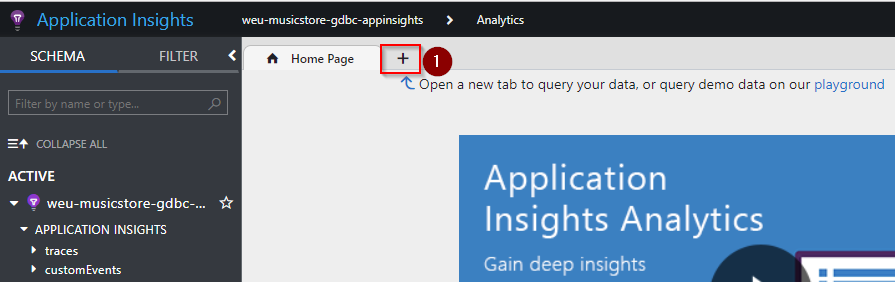 Application Insights
weu-musicstore-gdbc-appinsights > Analytics
SCHEMA
FILTER
Home Page
+
1
Open a new tab to query your data, or query demo data on our playground
Filter by name or type...
COLLAPSE ALL
ACTIVE
weu-musicstore-gdbc-...
APPLICATION INSIGHTS
traces
customEvents
Application
Insights Analytics
Gain deep insights